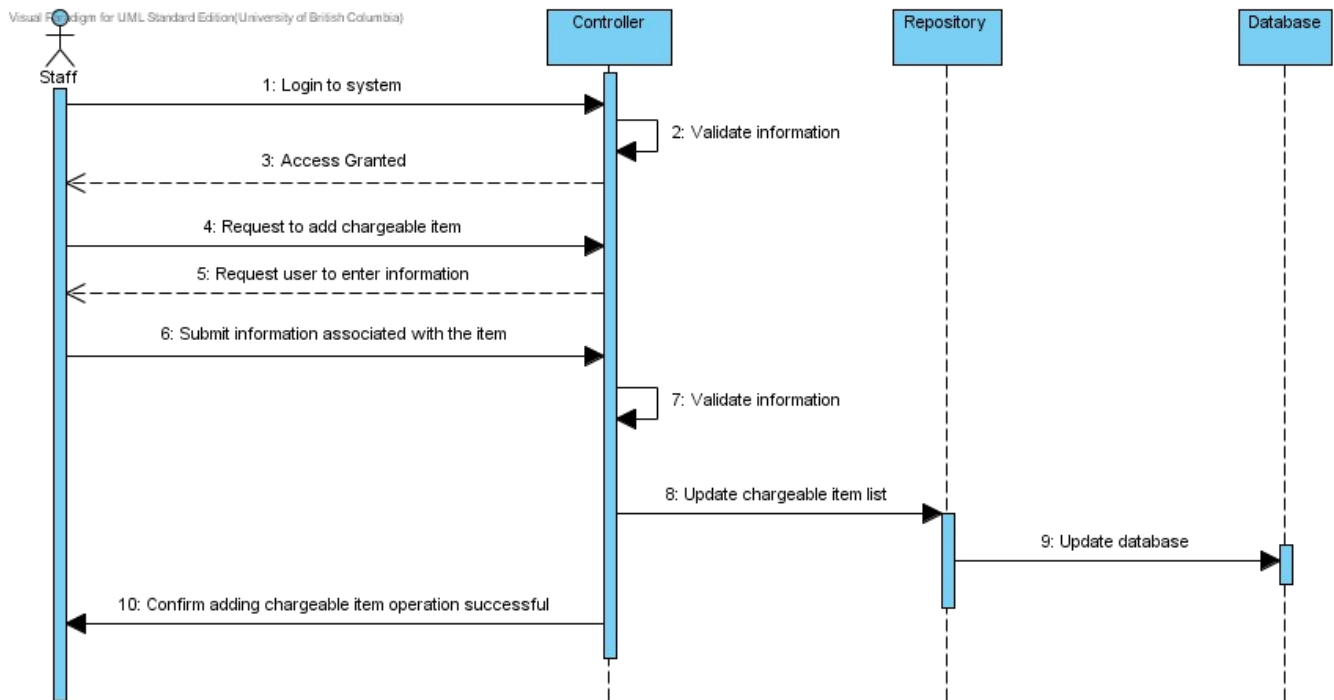 Visual Paradigm for UML Standard Edition(University of British Columbia)
Staff
Controller
Repository
Database
1: Login to system
2: Validate information
3: Access Granted
4: Request to add chargeable item
5: Request user to enter information
6: Submit information associated with the item
7: Validate information
8: Update chargeable item list
9: Update database
10: Confirm adding chargeable item operation successful